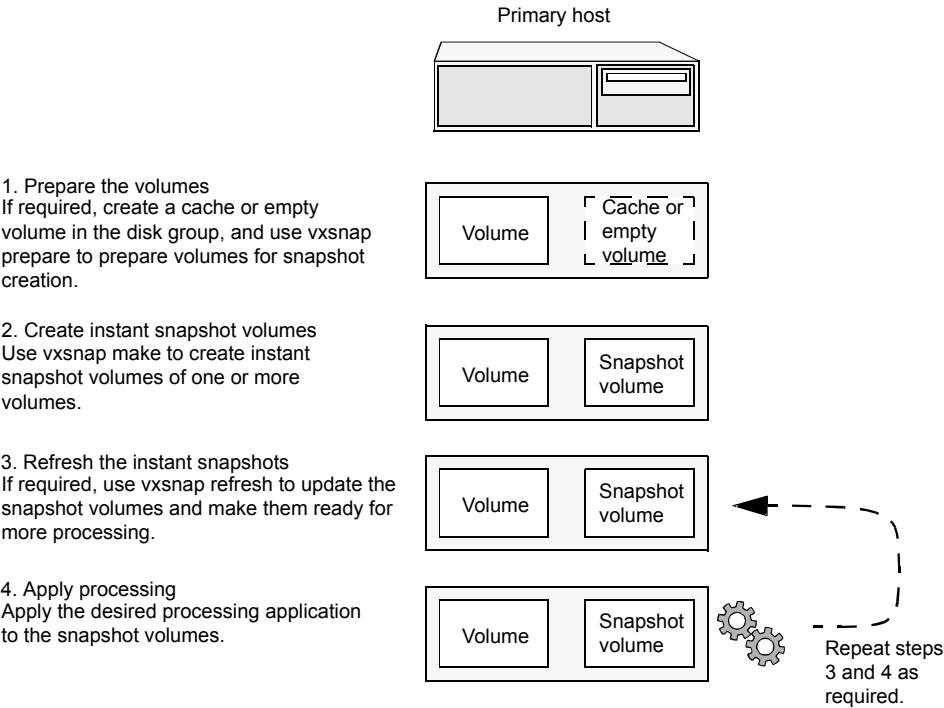 Primary host
1. Prepare the volumes
If required, create a cache or empty
volume in the disk group, and use vxsnap
prepare to prepare volumes for snapshot
creation.
Volume
Cache or
empty
volume
2. Create instant snapshot volumes
Use vxsnap make to create instant
snapshot volumes of one or more
volumes.
Volume
Snapshot
volume
3. Refresh the instant snapshots
If required, use vxsnap refresh to update the
snapshot volumes and make them ready for
more processing.
Volume
Snapshot
volume
4. Apply processing
Apply the desired processing application
to the snapshot volumes.
Volume
Snapshot
volume
Repeat steps
3 and 4 as
required.